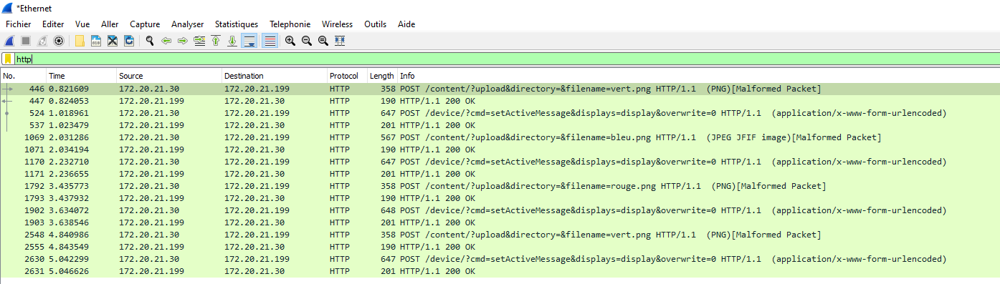 *Ethernet
Fichier Editer Vue Aller Capture Analyser Statistiques Telephonie Wireless Outils Aide
http
No. Time Source Destination Protocol Length Info
446 0.821609 172.20.21.30 172.20.21.199 HTTP 358 POST /content/?upload&directory=&filename=vert.png HTTP/1.1 (PNG)[Malformed Packet]
447 0.824053 172.20.21.199 172.20.21.30 HTTP 190 HTTP/1.1 200 OK
524 1.018961 172.20.21.30 172.20.21.199 HTTP 647 POST /device/?cmd=setActiveMessage&displays=display&overwrite=0 HTTP/1.1 (application/x-www-form-urlencoded)
537 1.023479 172.20.21.199 172.20.21.30 HTTP 201 HTTP/1.1 200 OK
1069 2.031286 172.20.21.30 172.20.21.199 HTTP 567 POST /content/?upload&directory=&filename=bleu.png HTTP/1.1 (JPEG JFIF image)[Malformed Packet]
1071 2.034194 172.20.21.199 172.20.21.30 HTTP 190 HTTP/1.1 200 OK
1170 2.232710 172.20.21.30 172.20.21.199 HTTP 647 POST /device/?cmd=setActiveMessage&displays=display&overwrite=0 HTTP/1.1 (application/x-www-form-urlencoded)
1171 2.236655 172.20.21.199 172.20.21.30 HTTP 201 HTTP/1.1 200 OK
1792 3.435773 172.20.21.30 172.20.21.199 HTTP 358 POST /content/?upload&directory=&filename=rouge.png HTTP/1.1 (PNG)[Malformed Packet]
1793 3.437932 172.20.21.199 172.20.21.30 HTTP 190 HTTP/1.1 200 OK
1902 3.634072 172.20.21.30 172.20.21.199 HTTP 648 POST /device/?cmd=setActiveMessage&displays=display&overwrite=0 HTTP/1.1 (application/x-www-form-urlencoded)
1903 3.638546 172.20.21.199 172.20.21.30 HTTP 201 HTTP/1.1 200 OK
2548 4.840986 172.20.21.30 172.20.21.199 HTTP 358 POST /content/?upload&directory=&filename=vert.png HTTP/1.1 (PNG)[Malformed Packet]
2555 4.843549 172.20.21.199 172.20.21.30 HTTP 190 HTTP/1.1 200 OK
2630 5.042299 172.20.21.30 172.20.21.199 HTTP 647 POST /device/?cmd=setActiveMessage&displays=display&overwrite=0 HTTP/1.1 (application/x-www-form-urlencoded)
2631 5.046626 172.20.21.199 172.20.21.30 HTTP 201 HTTP/1.1 200 OK